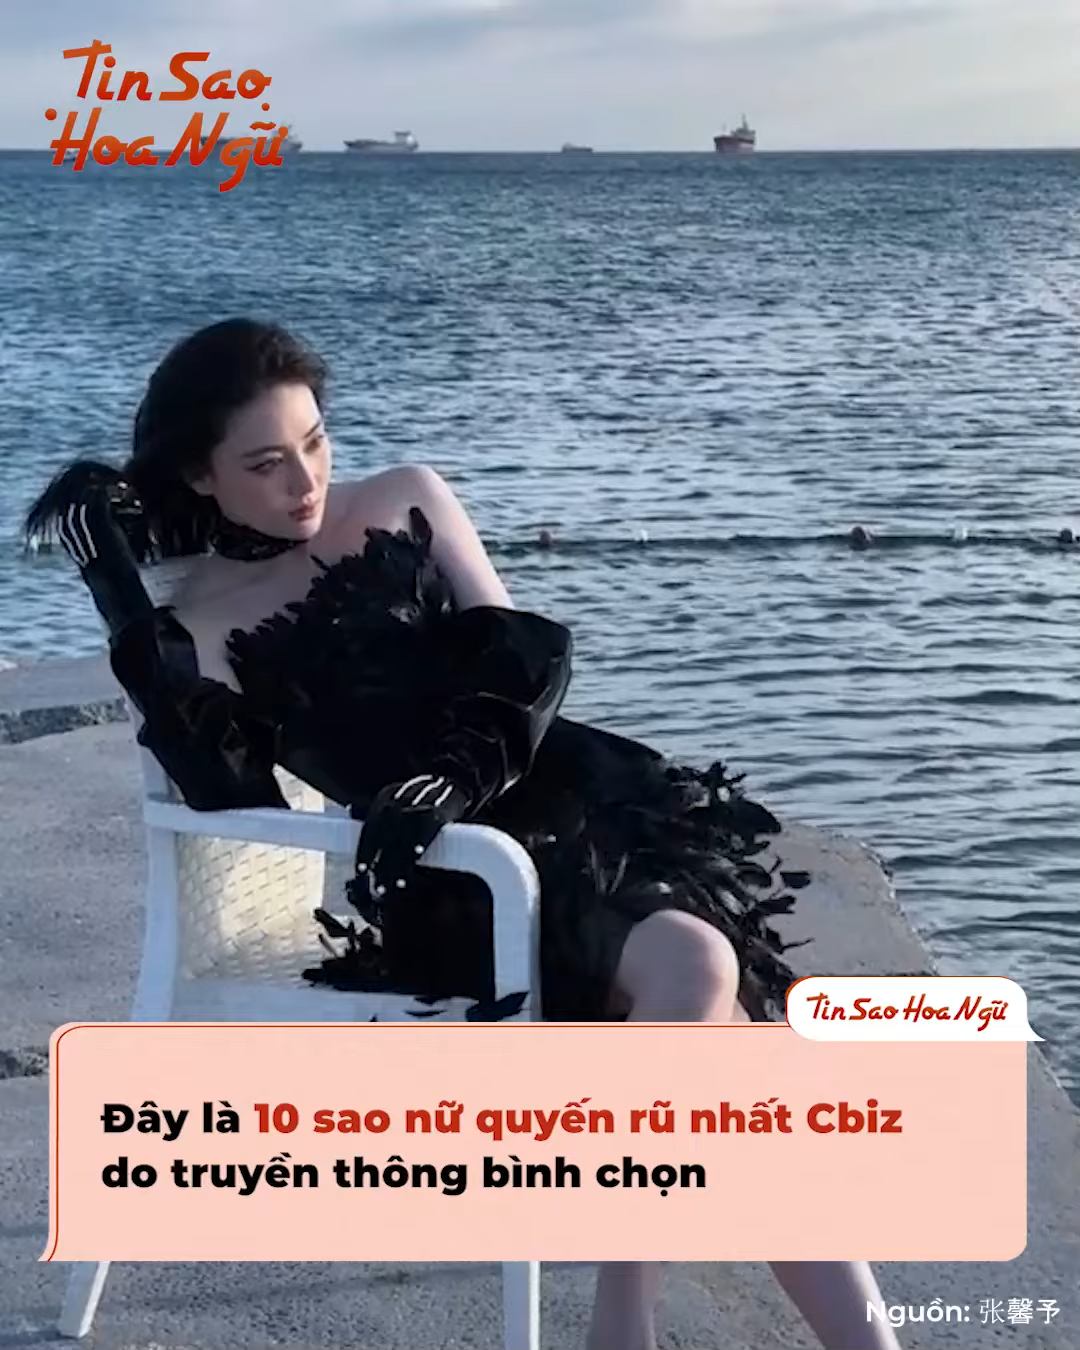 Tin Sao
Hoa Ngữ
Tin Sao Hoa Ngữ
Đây là 10 sao nữ quyến rũ nhất Cbiz
do truyền thông bình chọn
Nguồn: 张馨予